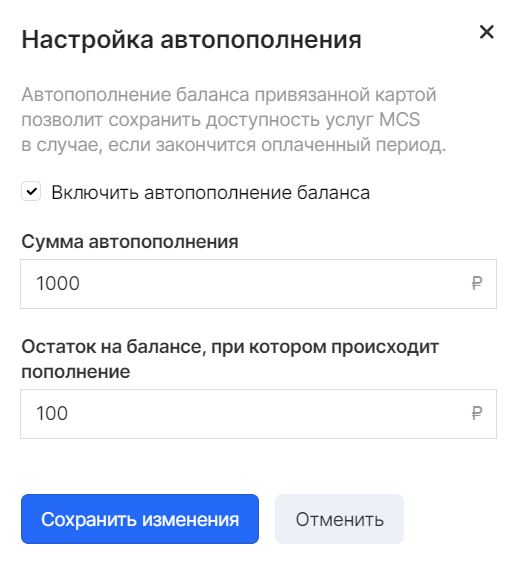 Настройка автопополнения
Автопополнение баланса привязанной картой
позволит сохранить доступность услуг MCS
в случае, если закончится оплаченный период.
Включить автопополнение баланса
Сумма автопополнения
1000 ₽
Остаток на балансе, при котором происходит
пополнение
100 ₽
Сохранить изменения Отменить